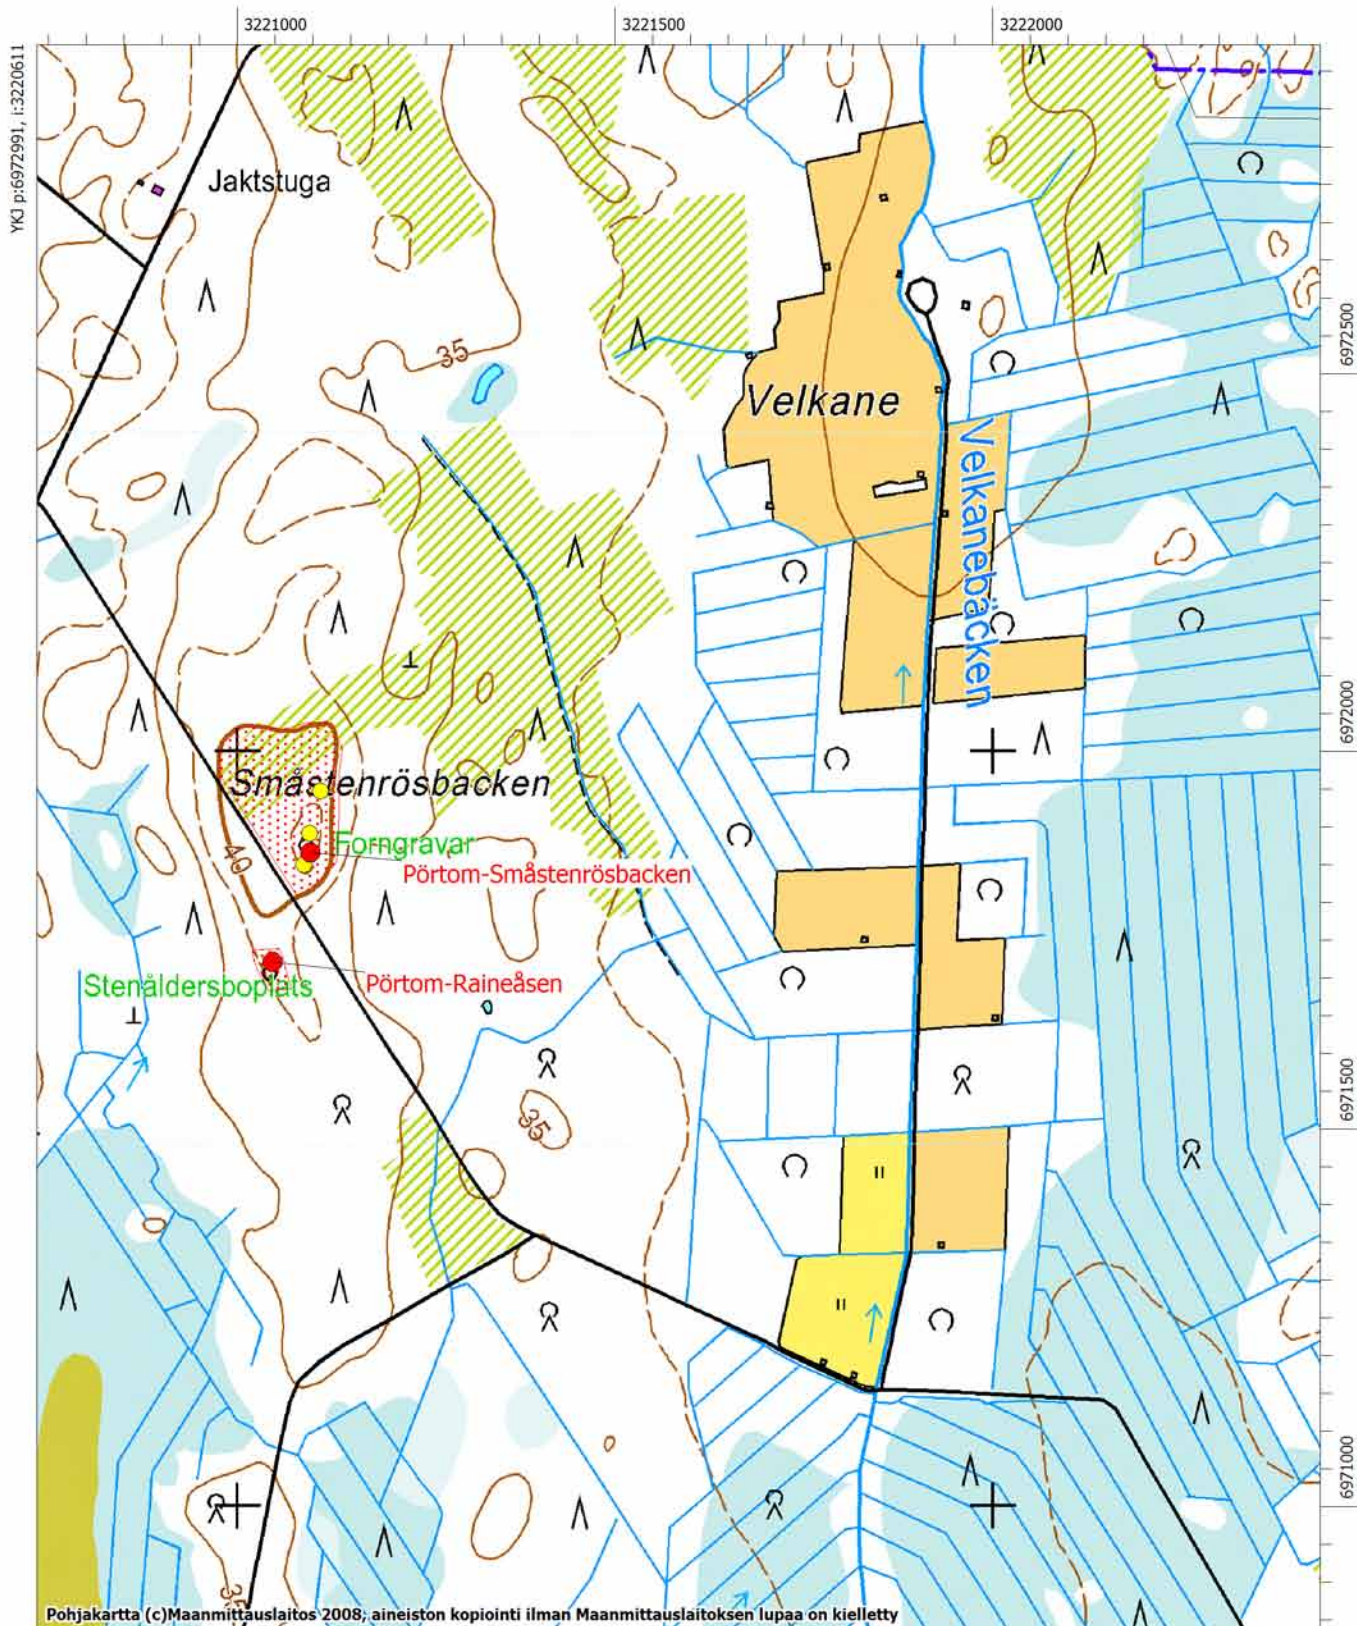 3221000
3221500
3222000
YKJ p:6972991, i:3220611
Jaktstuga
6972500
35
Velkane
Velkanebäcken
6972000
Småstenrösbacken
Forngravar
40
Pörtom-Småstenrösbacken
Pörtom-Raineåsen
Stenåldersboplats
6971500
35
6971000
35
Pohjakartta (c)Maanmittauslaitos 2008, aineiston kopiointi ilman Maanmittauslaitoksen lupaa on kielletty